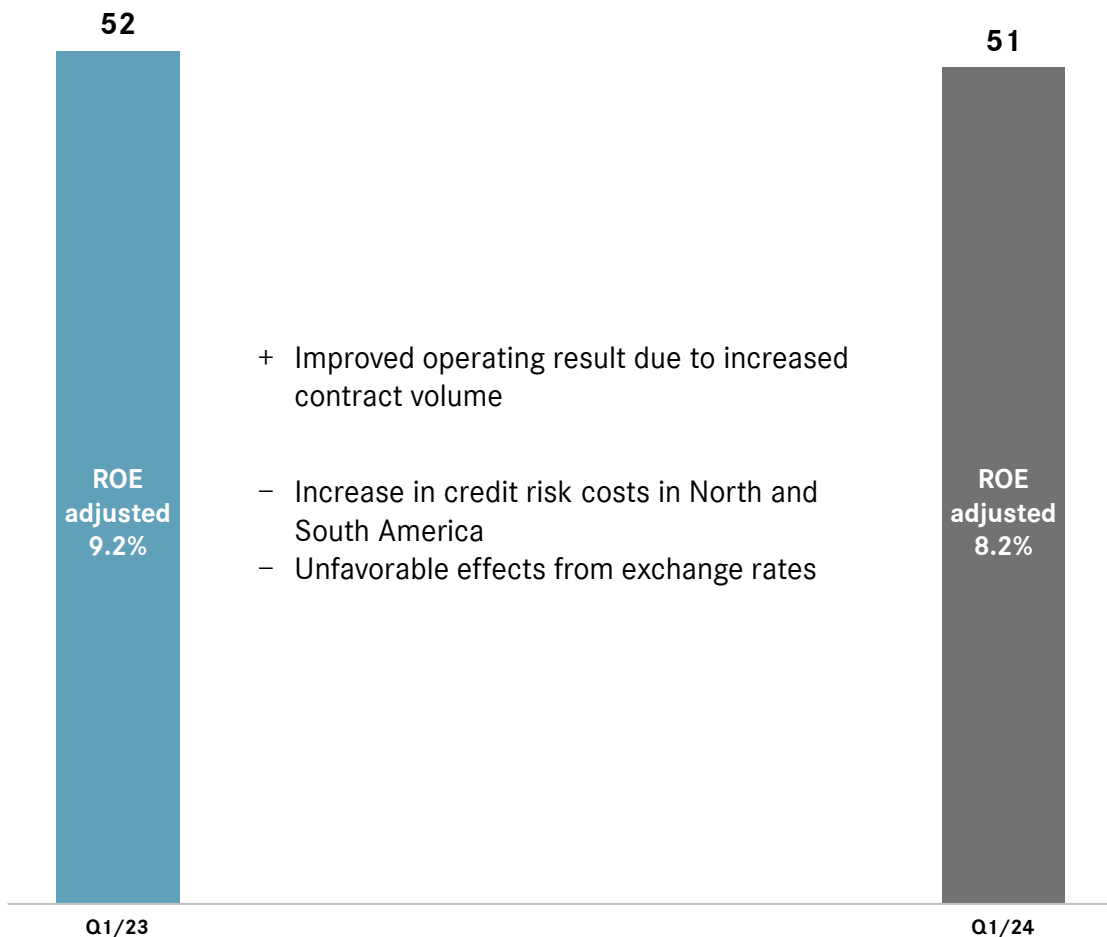 52
51
+ Improved operating result due to increased
contract volume
− Increase in credit risk costs in North and
South America
− Unfavorable effects from exchange rates
ROE
adjusted
9.2%
ROE
adjusted
8.2%
Q1/23
Q1/24